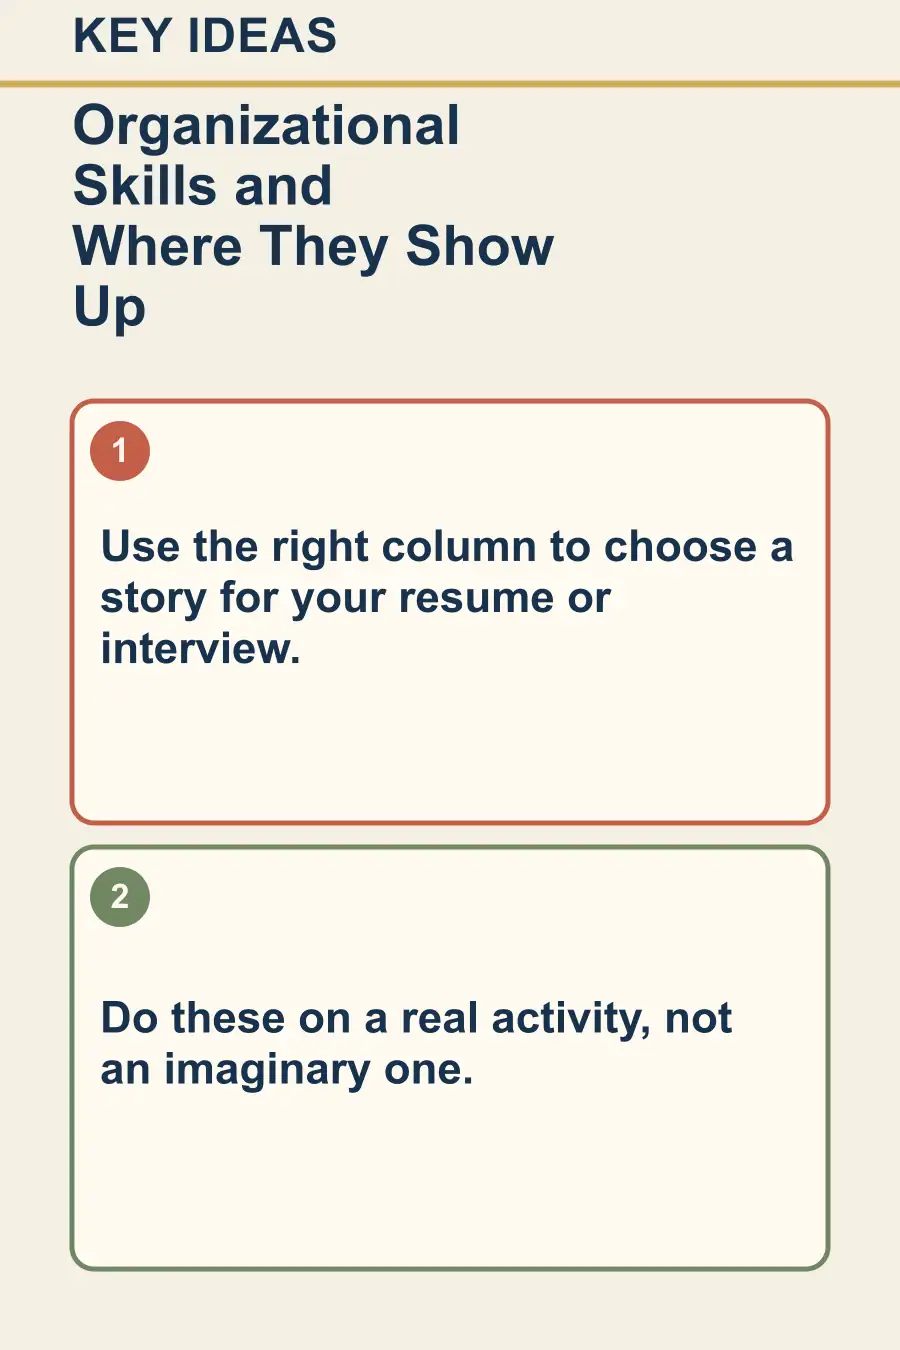 KEY IDEAS
Organizational
Skills and
Where They Show
Up
1
Use the right column to choose a
story for your resume or
interview.
2
Do these on a real activity, not
an imaginary one.